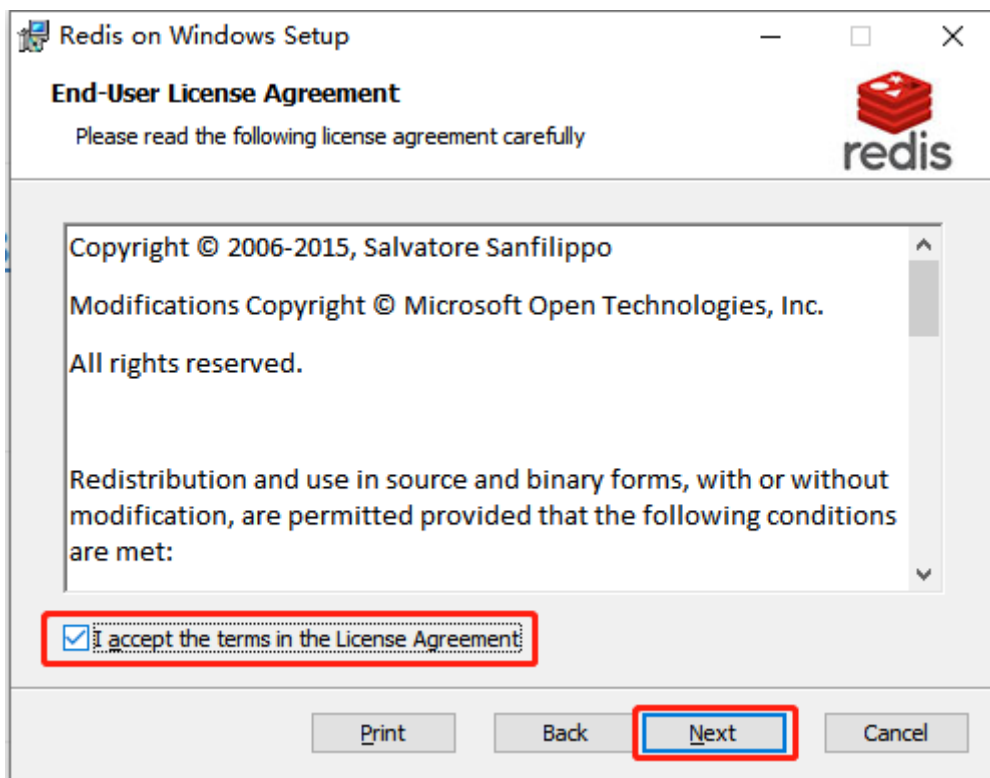 Redis on Windows Setup
End-User License Agreement
Please read the following license agreement carefully
redis
Copyright © 2006-2015, Salvatore Sanfilippo
Modifications Copyright © Microsoft Open Technologies, Inc.
All rights reserved.
Redistribution and use in source and binary forms, with or without
modification, are permitted provided that the following conditions
are met:
I accept the terms in the License Agreement
Print Back Next Cancel